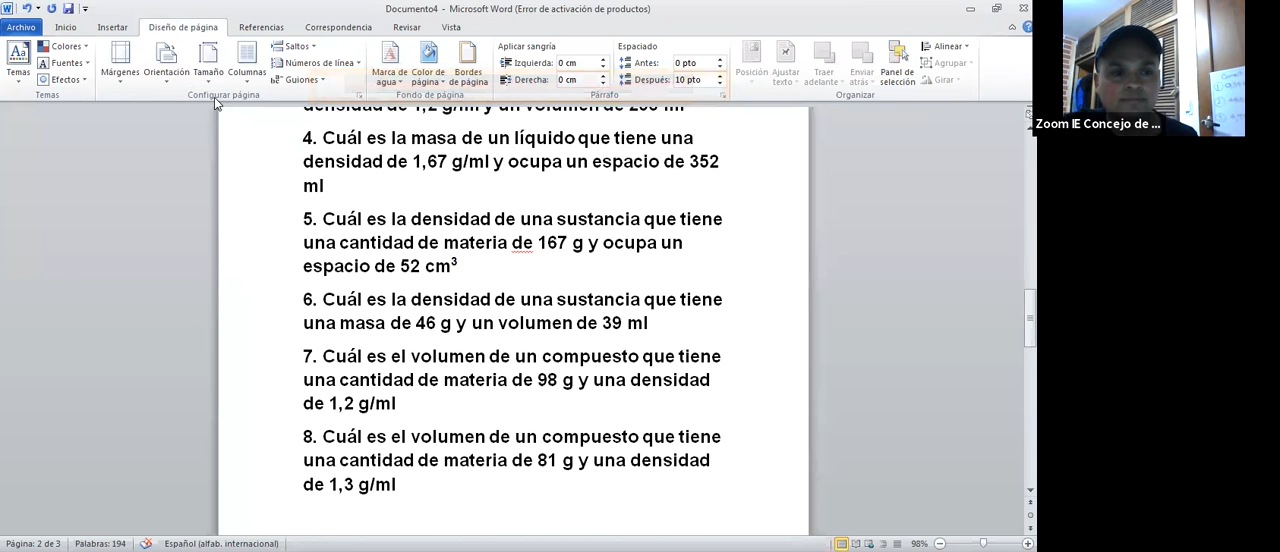 Documento4 - Microsoft Word (Error de activación de productos)
Archivo Inicio Insertar Diseño de página Referencias Correspondencia Revisar Vista
Temas
Colores
Fuentes
Efectos
Temas
Márgenes Orientación Tamaño Columnas
Saltos
Números de línea
Guiones
Configurar página
Marca de agua
Color de página
Bordes de página
Fondo de página
Aplicar sangría
Izquierda: 0 cm
Derecha: 0 cm
Espaciado
Antes: 0 pto
Después: 10 pto
Párrafo
Posición
Ajustar texto
Traer adelante
Enviar atrás
Panel de selección
Alinear
Agrupar
Girar
Organizar
Zoom IE Concejo de ...
4. Cuál es la masa de un líquido que tiene una
densidad de 1,67 g/ml y ocupa un espacio de 352
ml
5. Cuál es la densidad de una sustancia que tiene
una cantidad de materia de 167 g y ocupa un
espacio de 52 cm³
6. Cuál es la densidad de una sustancia que tiene
una masa de 46 g y un volumen de 39 ml
7. Cuál es el volumen de un compuesto que tiene
una cantidad de materia de 98 g y una densidad
de 1,2 g/ml
8. Cuál es el volumen de un compuesto que tiene
una cantidad de materia de 81 g y una densidad
de 1,3 g/ml
Página: 2 de 3 Palabras: 194 Español (alfab. internacional) 98%